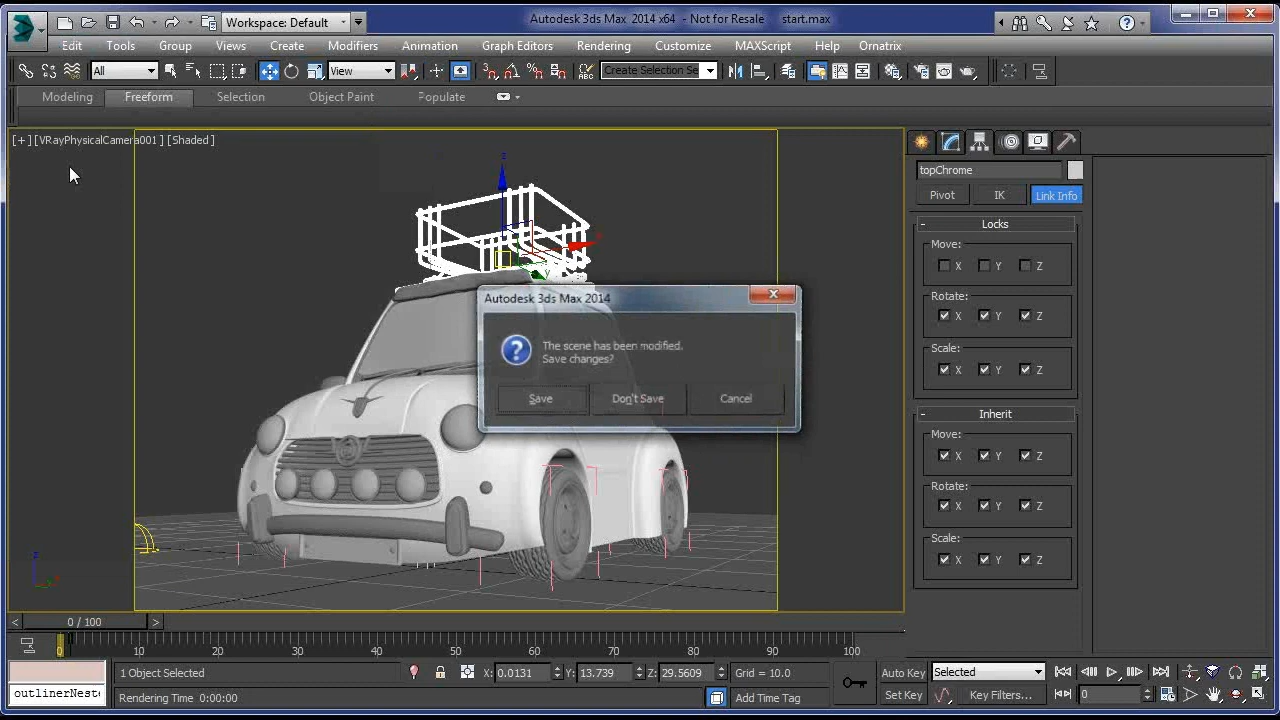 Workspace: Default
Autodesk 3ds Max 2014 x64 - Not for Resale start.max
Edit Tools Group Views Create Modifiers Animation Graph Editors Rendering Customize MAXScript Help Ornatrix
All
View
Create Selection Se
Modeling Freeform Selection Object Paint Populate
[+] [VRayPhysicalCamera001 ] [Shaded ]
z
topChrome
Pivot IK Link Info
- Locks
Move:
X Y Z
Rotate:
X Y Z
Scale:
X Y Z
- Inherit
Move:
X Y Z
Rotate:
X Y Z
Scale:
X Y Z
Autodesk 3ds Max 2014
The scene has been modified.
Save changes?
Save Don't Save Cancel
z
< 0 / 100 >
0 10 20 30 40 50 60 70 80 90 100
1 Object Selected X: 0.0131 Y: 13.739 Z: 29.5609 Grid = 10.0 Auto Key Selected
outlinerNeste Rendering Time 0:00:00 Add Time Tag Set Key Key Filters... 0